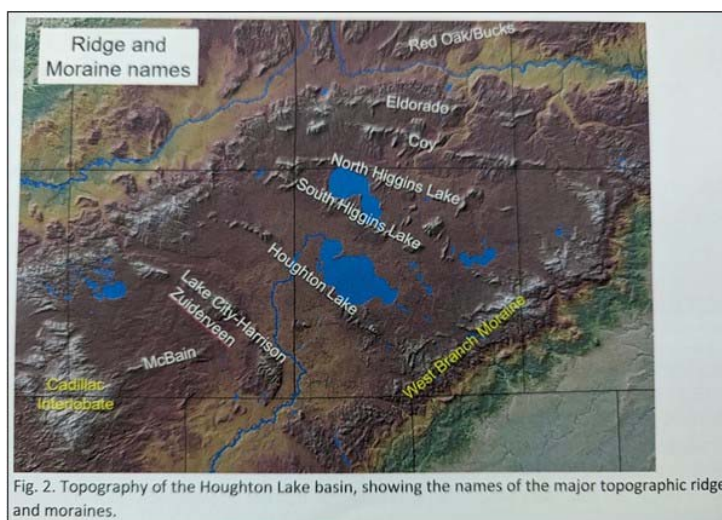 Ridge and
Moraine names
Red Oak/Bucks
Eldorado
Coy
North Higgins Lake
South Higgins Lake
Houghton Lake
Lake City-Harrison
Zuiderveen
McBain
West Branch Moraine
Cadillac
Interlobate
Fig. 2. Topography of the Houghton Lake basin, showing the names of the major topographic ridge
and moraines.